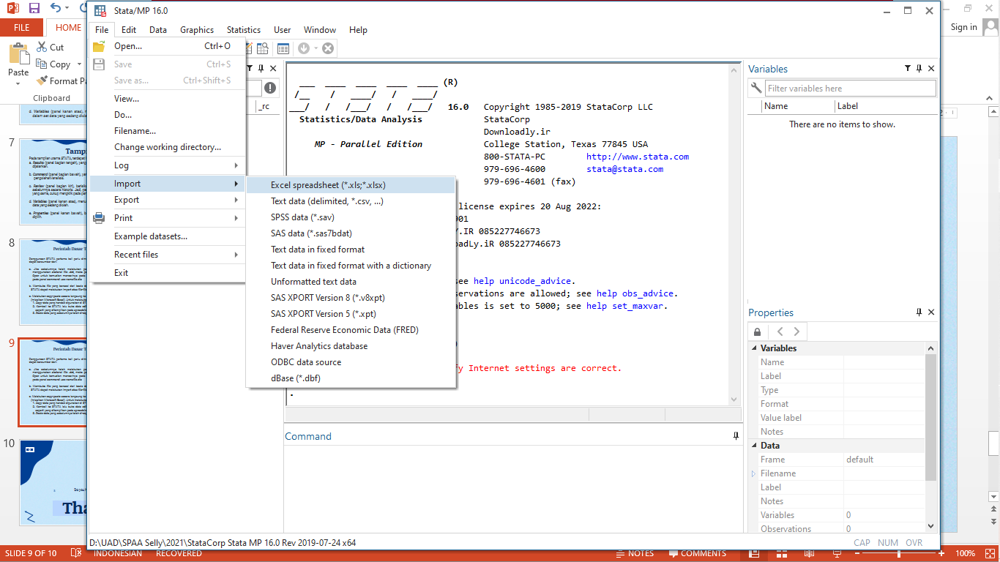 Stata/MP 16.0
FILE
HOME
Sign in
File Edit Data Graphics Statistics User Window Help
Cut
Copy
Format Pa
Paste
Clipboard
Open... Ctrl+O
Save Ctrl+S
Save as... Ctrl+Shift+S
View...
Do...
Filename...
Change working directory...
Log
Import
Export
Print
Example datasets...
Recent files
Exit
Excel spreadsheet (*.xls;*.xlsx)
Text data (delimited, *.csv, ...)
SPSS data (*.sav)
SAS data (*.sas7bdat)
Text data in fixed format
Text data in fixed format with a dictionary
Unformatted text data
SAS XPORT Version 8 (*.v8xpt)
SAS XPORT Version 5 (*.xpt)
Federal Reserve Economic Data (FRED)
Haver Analytics database
ODBC data source
dBase (*.dbf)
_rc
(R)
16.0 Copyright 1985-2019 StataCorp LLC
Statistics/Data Analysis StataCorp
Downloadly.ir
MP - Parallel Edition College Station, Texas 77845 USA
800-STATA-PC http://www.stata.com
979-696-4600 stata@stata.com
979-696-4601 (fax)
license expires 20 Aug 2022:
001
Y.IR 085227746673
oadLy.iR 085227746673
see help unicode_advice.
servations are allowed; see help obs_advice.
ables is set to 5000; see help set_maxvar.
fy Internet settings are correct.
.
Command
Variables
Filter variables here
Name Label
There are no items to show.
Properties
Variables
Name
Label
Type
Format
Value label
Notes
Data
Frame default
Filename
Label
Notes
Variables 0
Observations 0
7
Tamp
8
Perintah Dasar T
9
Perintah Dasar T
10
Tha
D:\UAD\SPAA Selly\2021\StataCorp Stata MP 16.0 Rev 2019-07-24 x64
CAP NUM OVR
SLIDE 9 OF 10 INDONESIAN RECOVERED NOTES COMMENTS 100%